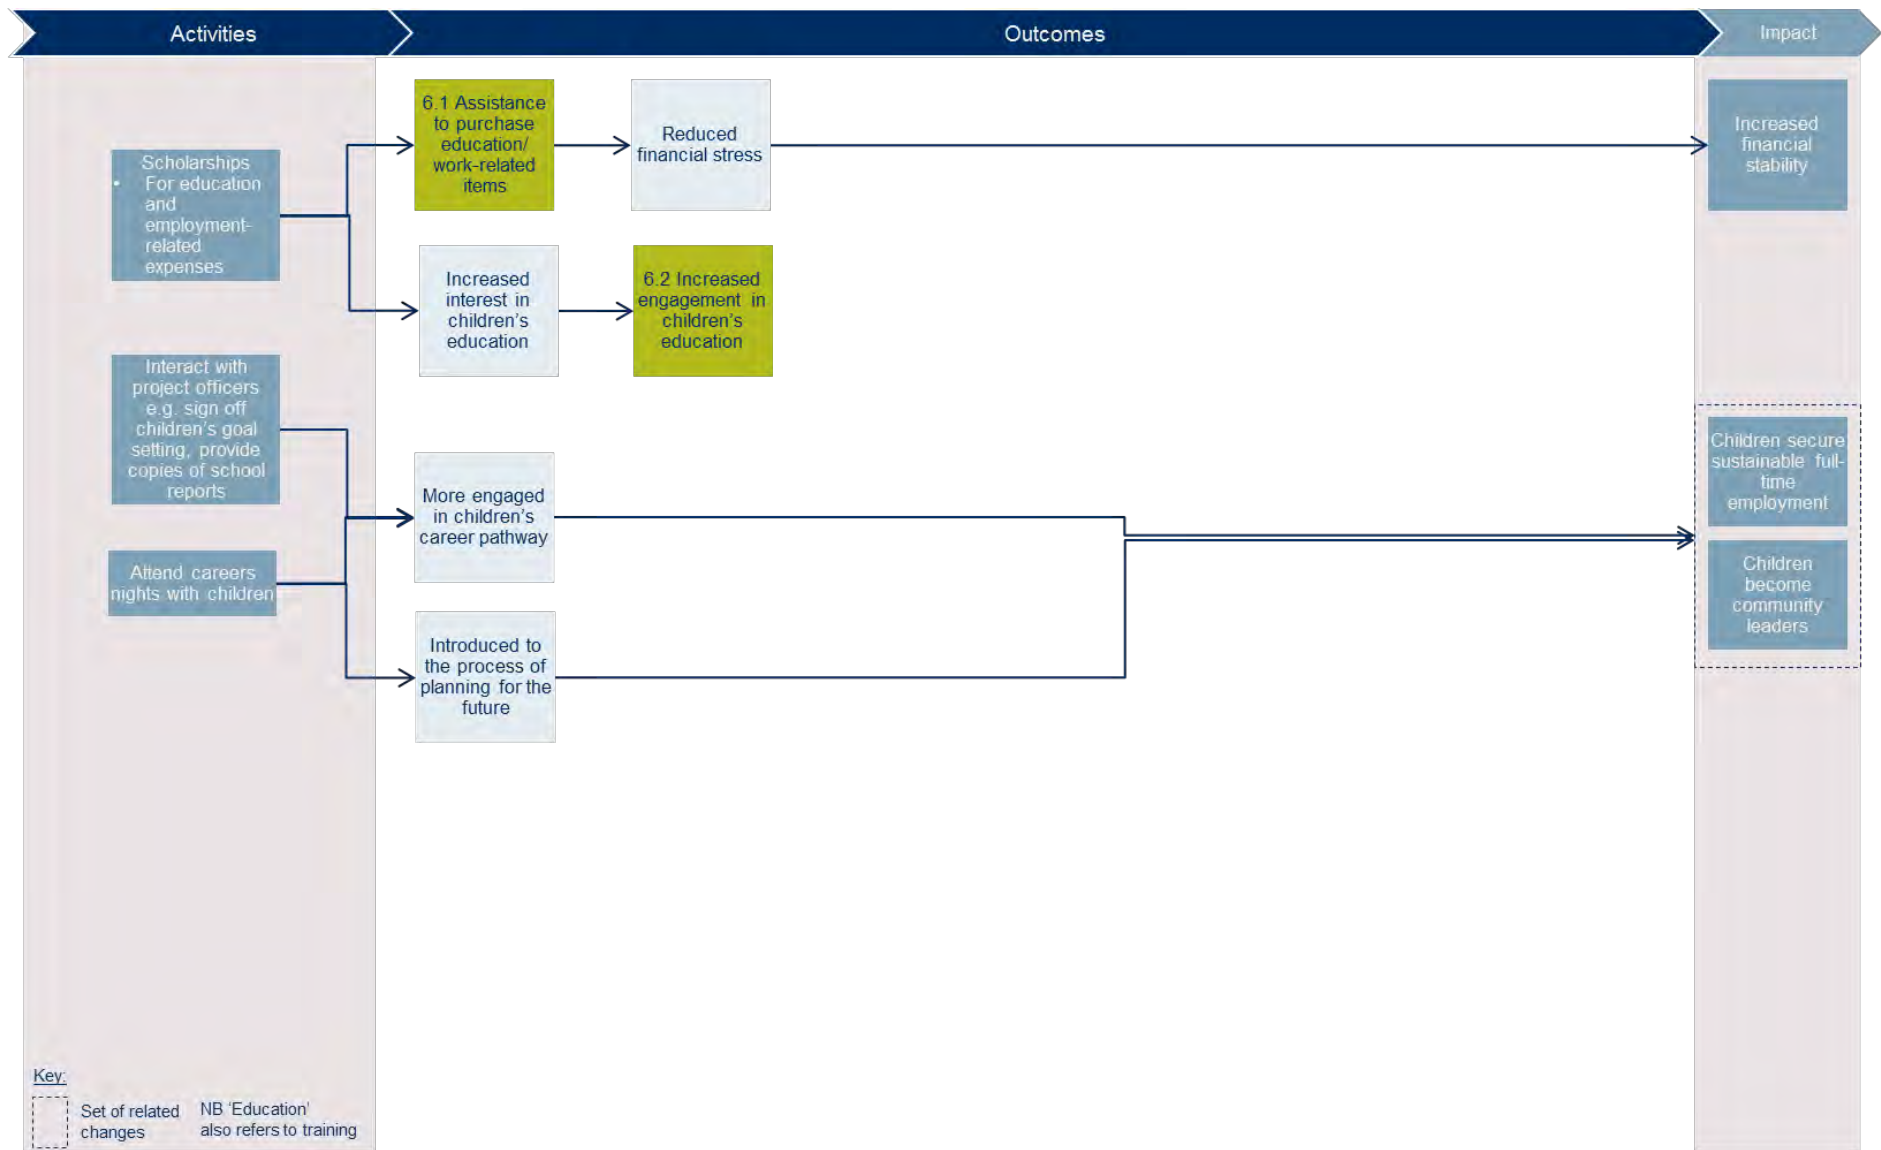 Activities
Outcomes
Impact
Scholarships
• For education
and
employment-
related
expenses
Interact with
project officers
e.g. sign off
children's goal
setting, provide
copies of school
reports
Attend careers
nights with children
6.1 Assistance
to purchase
education/
work-related
items
Reduced
financial stress
Increased
interest in
children's
education
6.2 Increased
engagement in
children's
education
More engaged
in children's
career pathway
Introduced to
the process of
planning for the
future
Increased
financial
stability
Children secure
sustainable full-
time
employment
Children
become
community
leaders
Key:
Set of related
changes
NB 'Education'
also refers to training